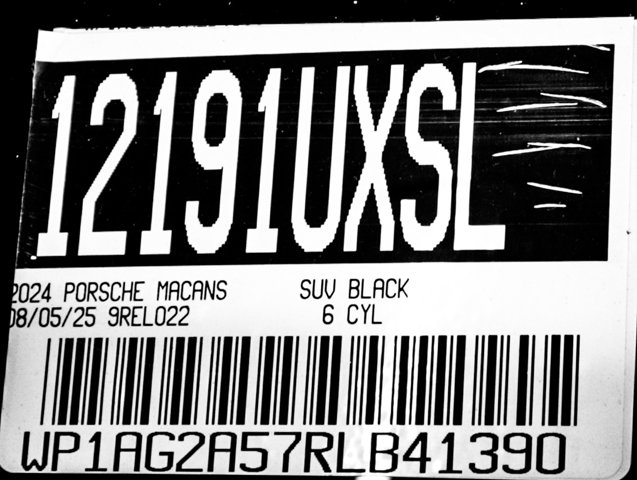 12191UXSL
2024 PORSCHE MACANS SUV BLACK
08/05/25 9REL022 6 CYL
WP1AG2A57RLB41390